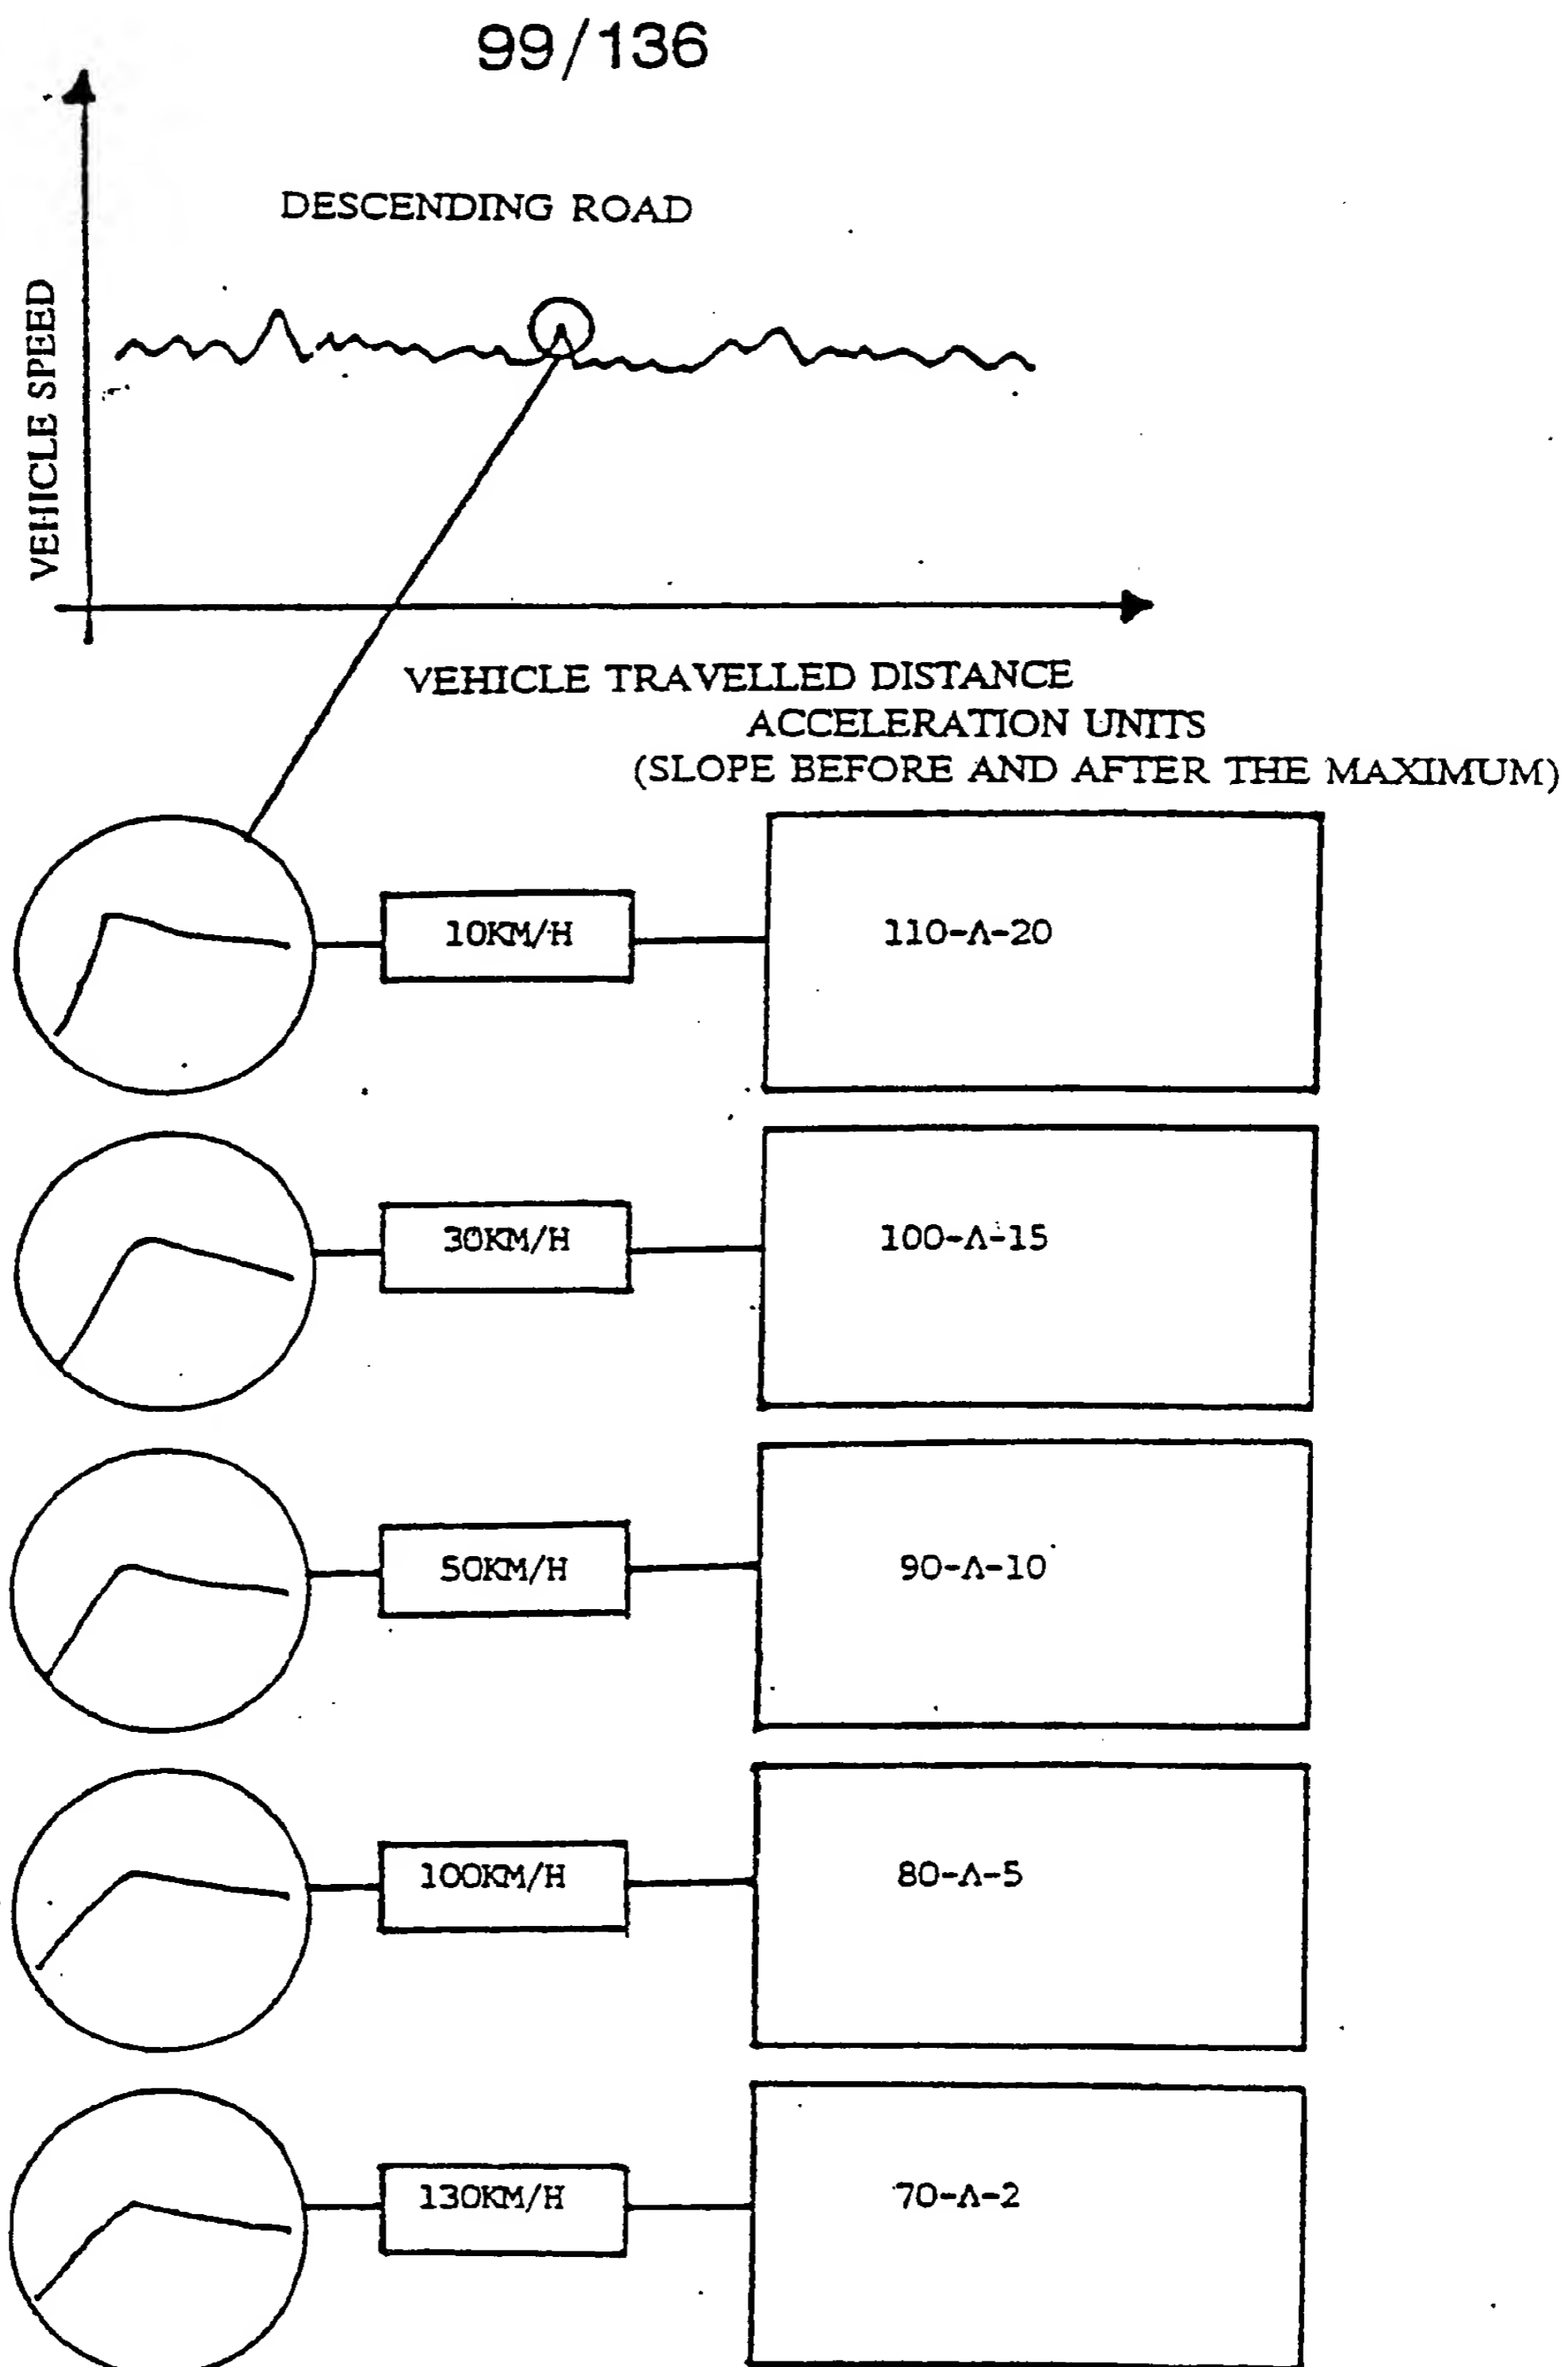 99/136
DESCENDING ROAD
VEHICLE SPEED
VEHICLE TRAVELLED DISTANCE
ACCELERATION UNITS
(SLOPE BEFORE AND AFTER THE MAXIMUM)
10KM/H
110-Λ-20
30KM/H
100-Λ-15
50KM/H
90-Λ-10
100KM/H
80-Λ-5
130KM/H
70-Λ-2